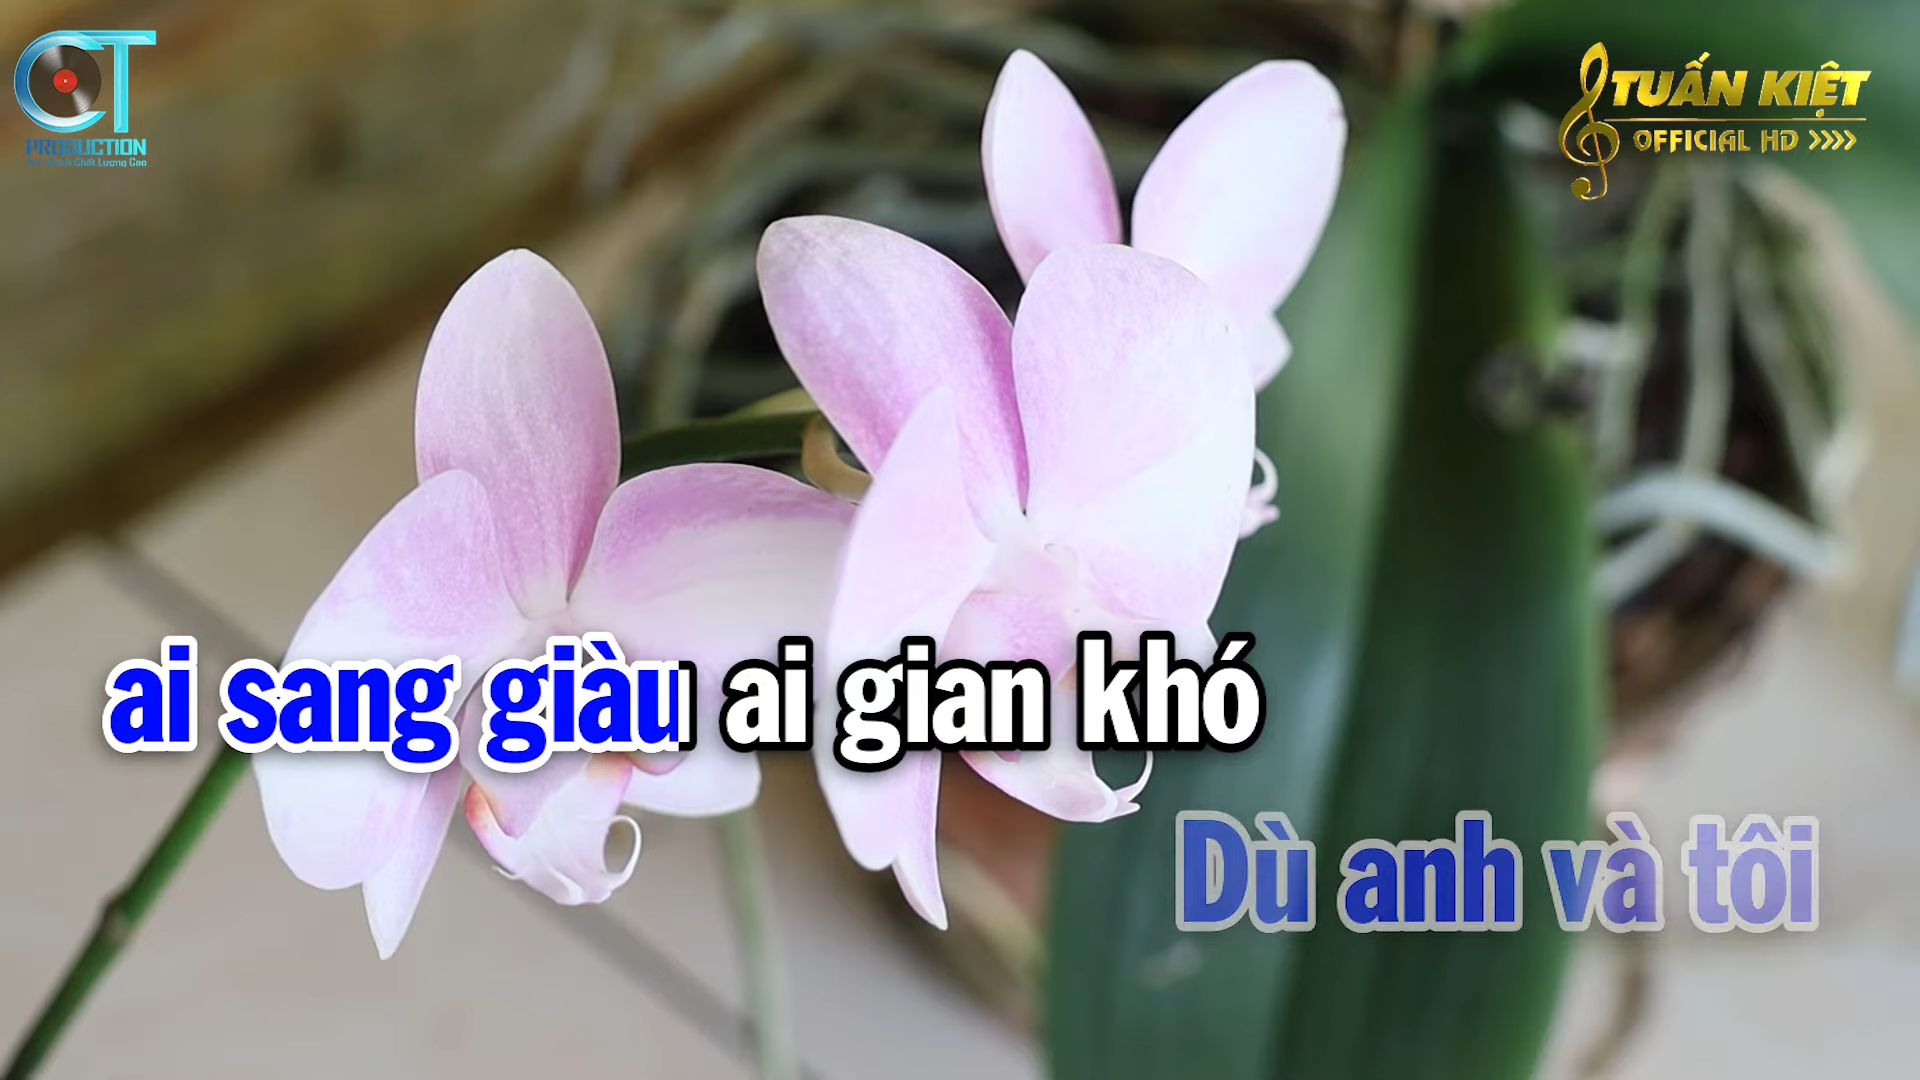 CT
PRODUCTION
TUẤN KIỆT
OFFICIAL HD
ai sang giàu ai gian khó
Dù anh và tôi